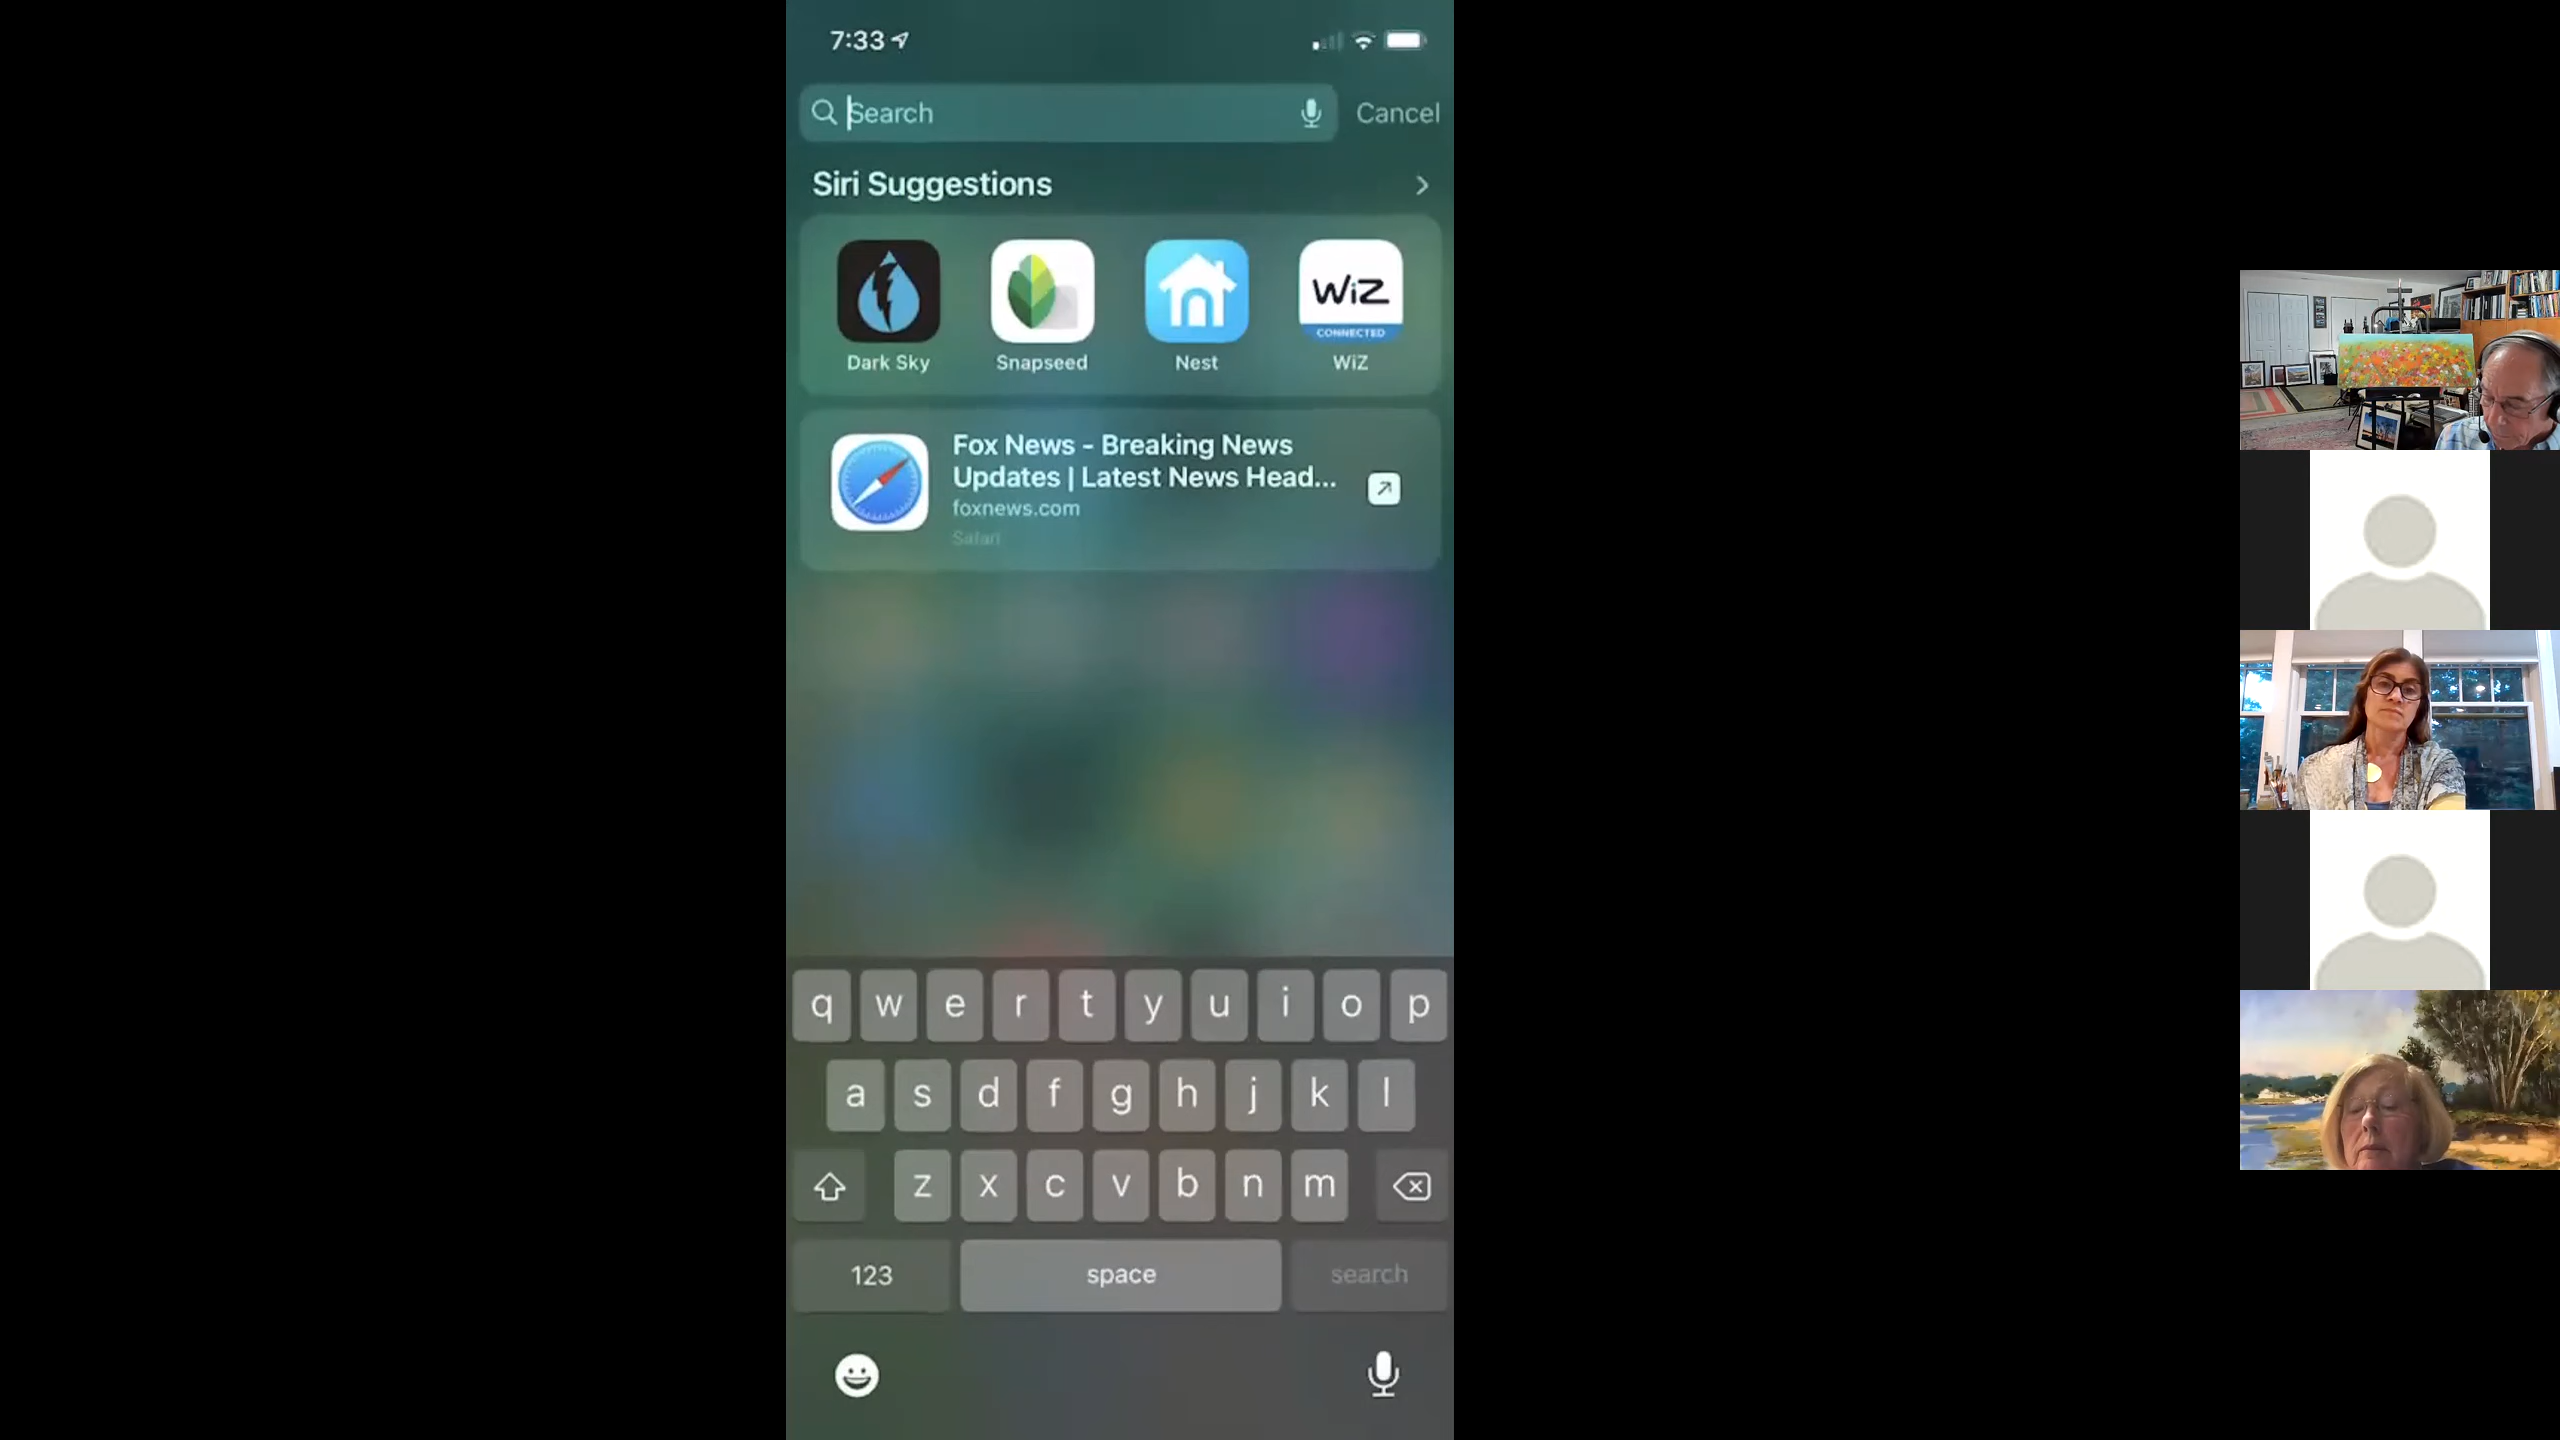 7:33
Search
Cancel
Siri Suggestions
WiZ
CONNECTED
Dark Sky
Snapseed
Nest
WiZ
Fox News - Breaking News
Updates | Latest News Head...
foxnews.com
Safari
q w e r t y u i o p
a s d f g h j k l
z x c v b n m
123 space search